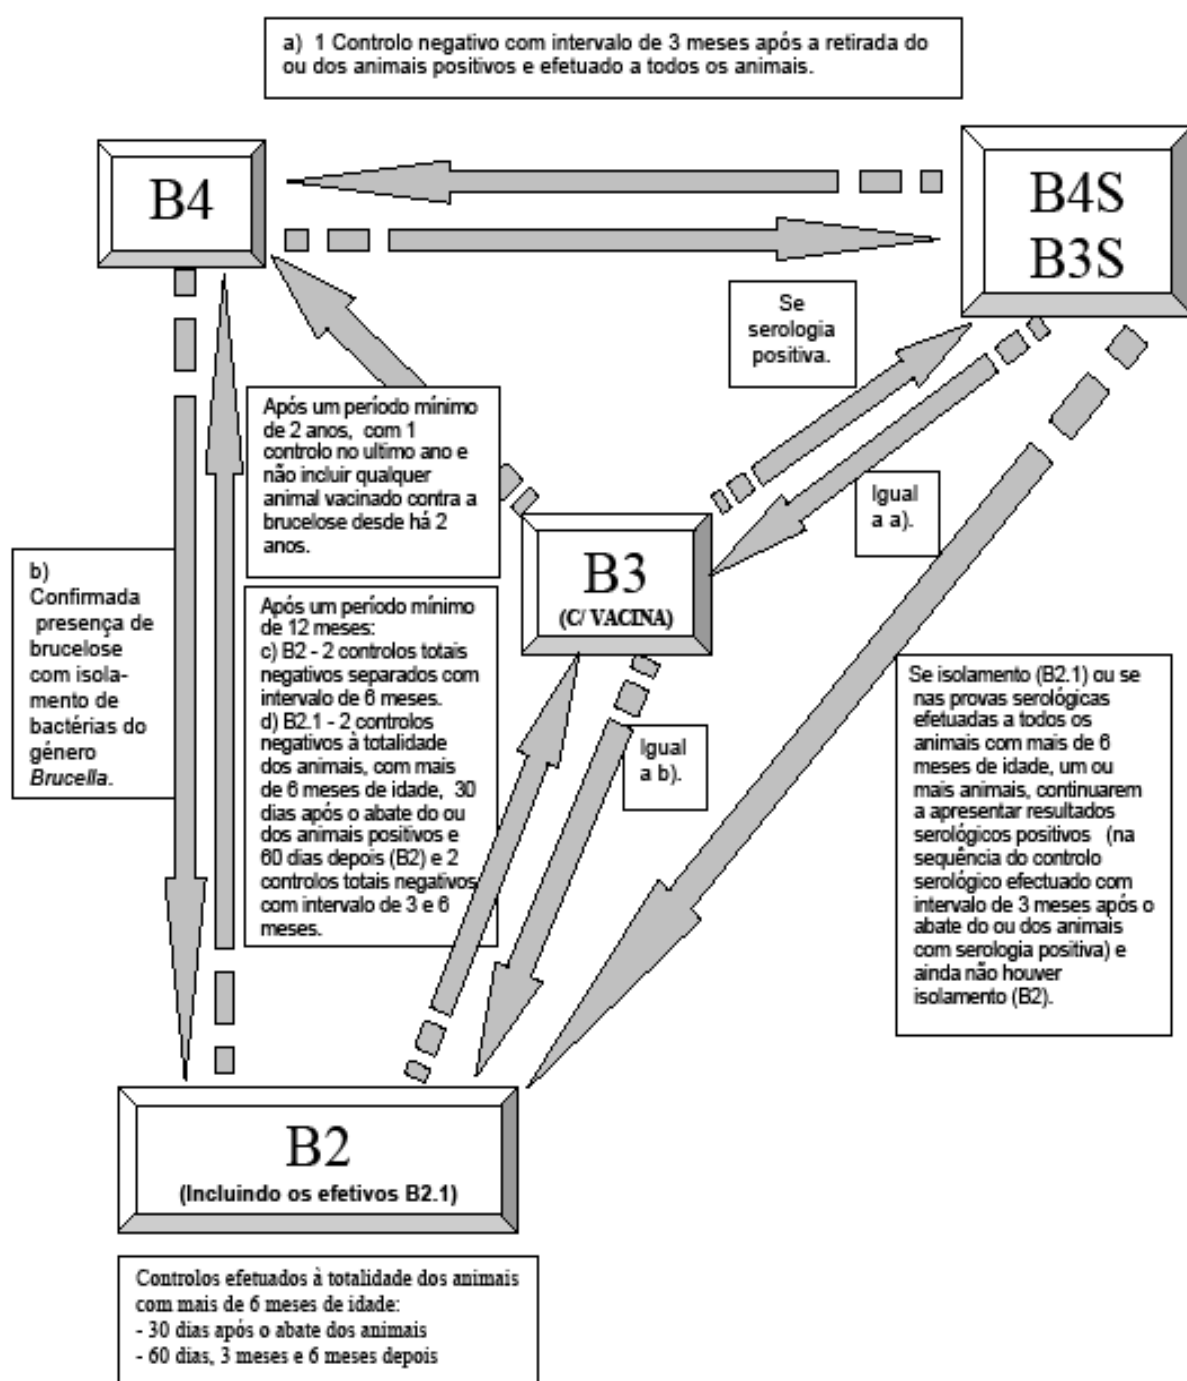 a) 1 Controlo negativo com intervalo de 3 meses após a retirada do
ou dos animais positivos e efetuado a todos os animais.
B4
B4S
B3S
Se
serologia
positiva.
Após um período mínimo
de 2 anos, com 1
controlo no ultimo ano e
não incluir qualquer
animal vacinado contra a
brucelose desde há 2
anos.
Igual
a a).
B3
(C/ VACINA)
b)
Confirmada
presença de
brucelose
com isola-
mento de
bactérias do
género
Brucella.
Após um período mínimo
de 12 meses:
c) B2 - 2 controlos totais
negativos separados com
intervalo de 6 meses.
d) B2.1 - 2 controlos
negativos à totalidade
dos animais, com mais
de 6 meses de idade, 30
dias após o abate do ou
dos animais positivos e
60 dias depois (B2) e 2
controlos totais negativos
com intervalo de 3 e 6
meses.
Igual
a b).
Se isolamento (B2.1) ou se
nas provas serológicas
efetuadas a todos os
animais com mais de 6
meses de idade, um ou
mais animais, continuarem
a apresentar resultados
serológicos positivos (na
sequência do controlo
serológico efectuado com
intervalo de 3 meses após o
abate do ou dos animais
com serologia positiva) e
ainda não houver
isolamento (B2).
B2
(Incluindo os efetivos B2.1)
Controlos efetuados à totalidade dos animais
com mais de 6 meses de idade:
- 30 dias após o abate dos animais
- 60 dias, 3 meses e 6 meses depois